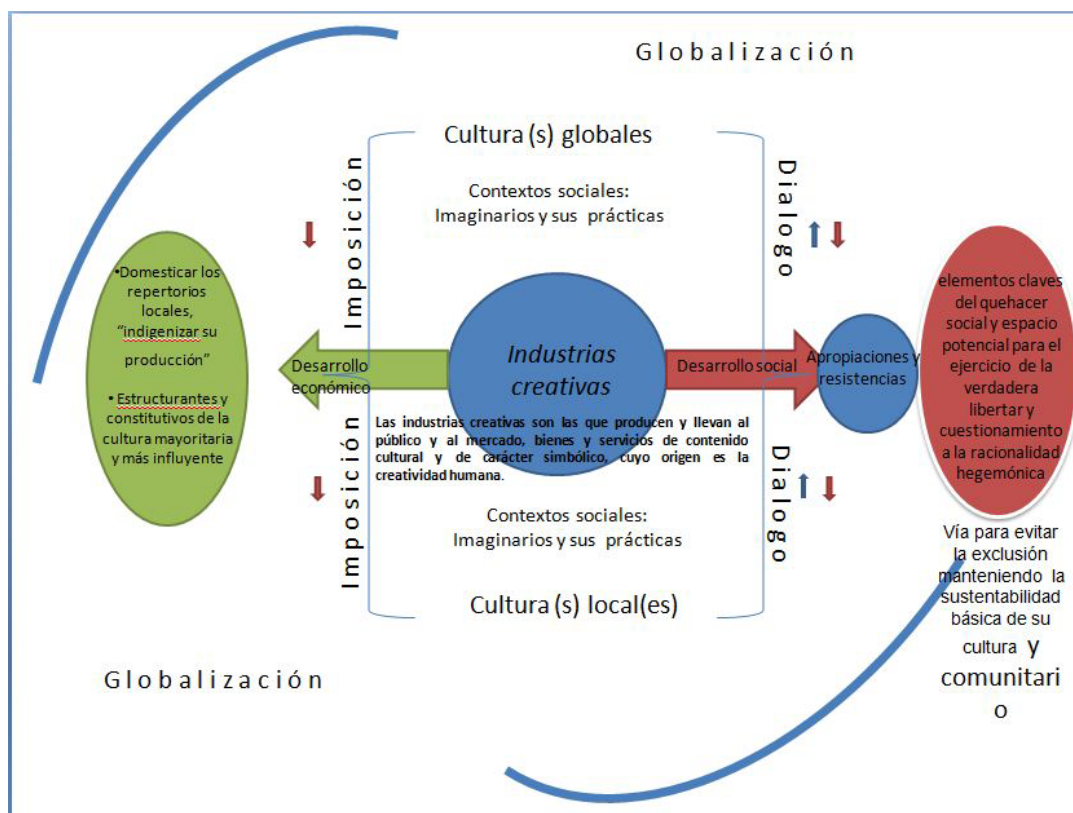 Globalización
Cultura (s) globales
Contextos sociales:
Imaginarios y sus prácticas
Imposición
Dialogo
•Domesticar los
repertorios
locales,
“indigenizar su
producción”
• Estructurantes y
constitutivos de la
cultura mayoritaria
y más influyente
Desarrollo
económico
Industrias
creativas
Las industrias creativas son las que producen y llevan al
público y al mercado, bienes y servicios de contenido
cultural y de carácter simbólico, cuyo origen es la
creatividad humana.
Desarrollo social
Apropiaciones y
resistencias
elementos claves
del quehacer
social y espacio
potencial para el
ejercicio de la
verdadera
libertar y
cuestionamiento
a la racionalidad
hegemónica
Imposición
Dialogo
Contextos sociales:
Imaginarios y sus prácticas
Cultura (s) local(es)
Vía para evitar
la exclusión
manteniendo la
sustentabilidad
básica de su
cultura y
comunitari
o
Globalización